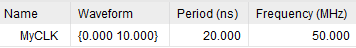 Name Waveform Period (ns) Frequency (MHz)
MyCLK {0.000 10.000} 20.000 50.000